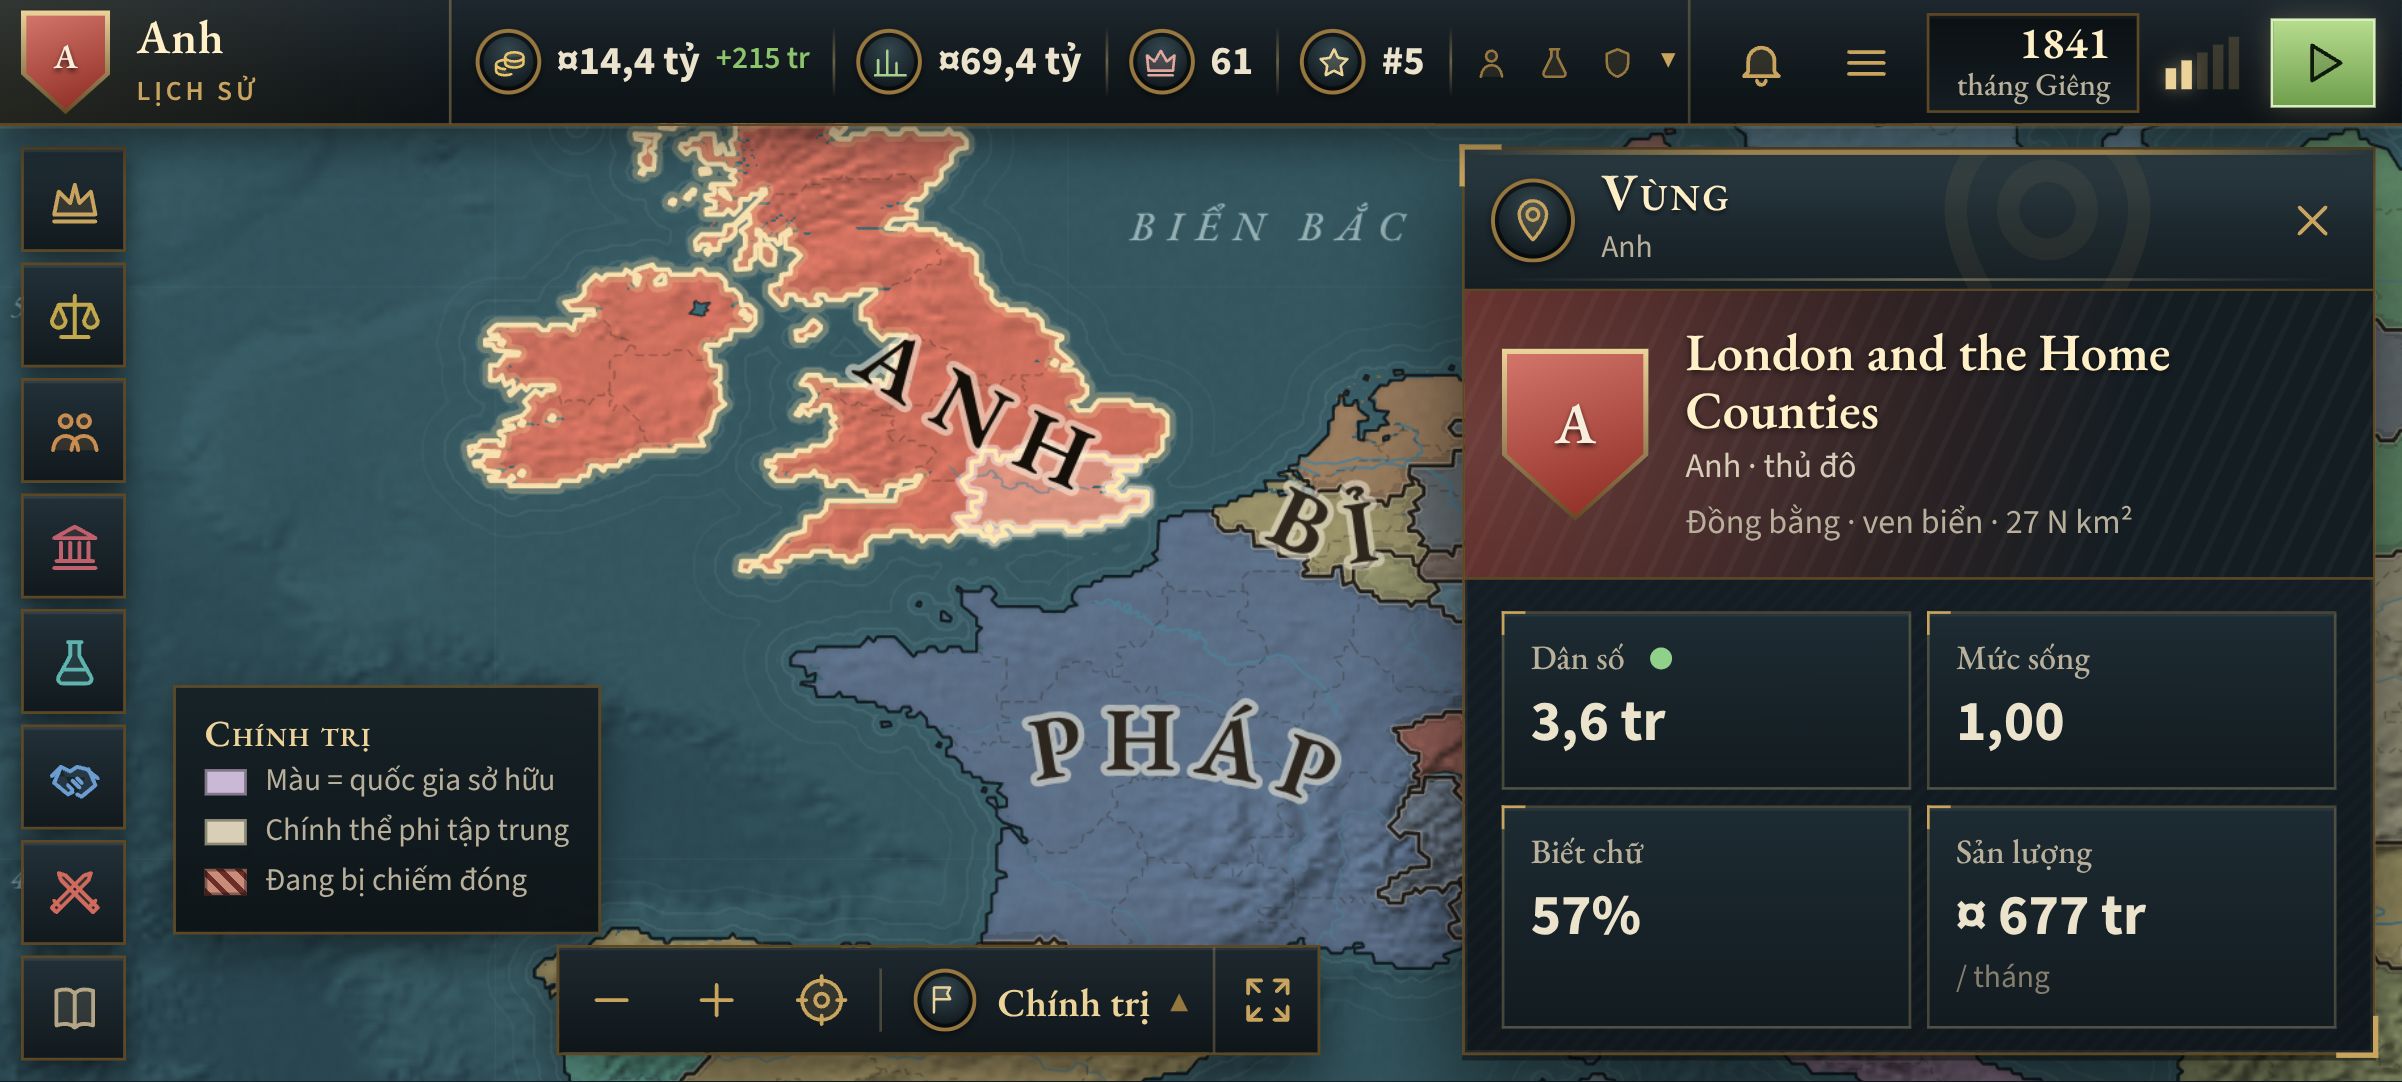 A
Anh
LỊCH SỬ
¤14,4 tỷ +215 tr
¤69,4 tỷ
61
#5
1841
tháng Giêng
BIỂN BẮC
ANH
BỈ
PHÁP
Vùng
Anh
A
London and the Home
Counties
Anh · thủ đô
Đồng bằng · ven biển · 27 N km²
Dân số
3,6 tr
Mức sống
1,00
Biết chữ
57%
Sản lượng
¤ 677 tr
/ tháng
Chính trị
Màu = quốc gia sở hữu
Chính thể phi tập trung
Đang bị chiếm đóng
Chính trị